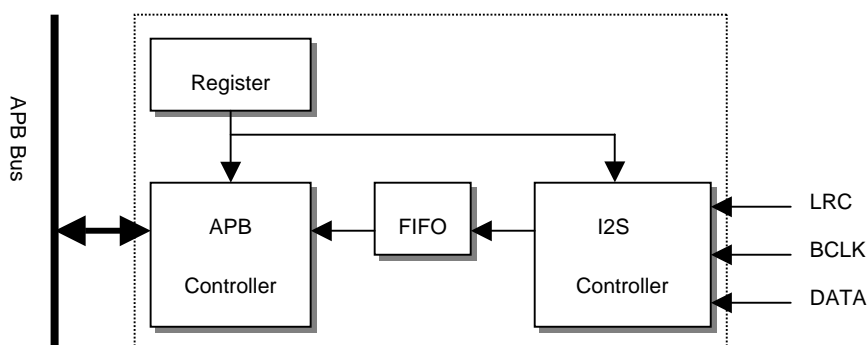 APB Bus
Register
APB
Controller
FIFO
I2S
Controller
LRC
BCLK
DATA